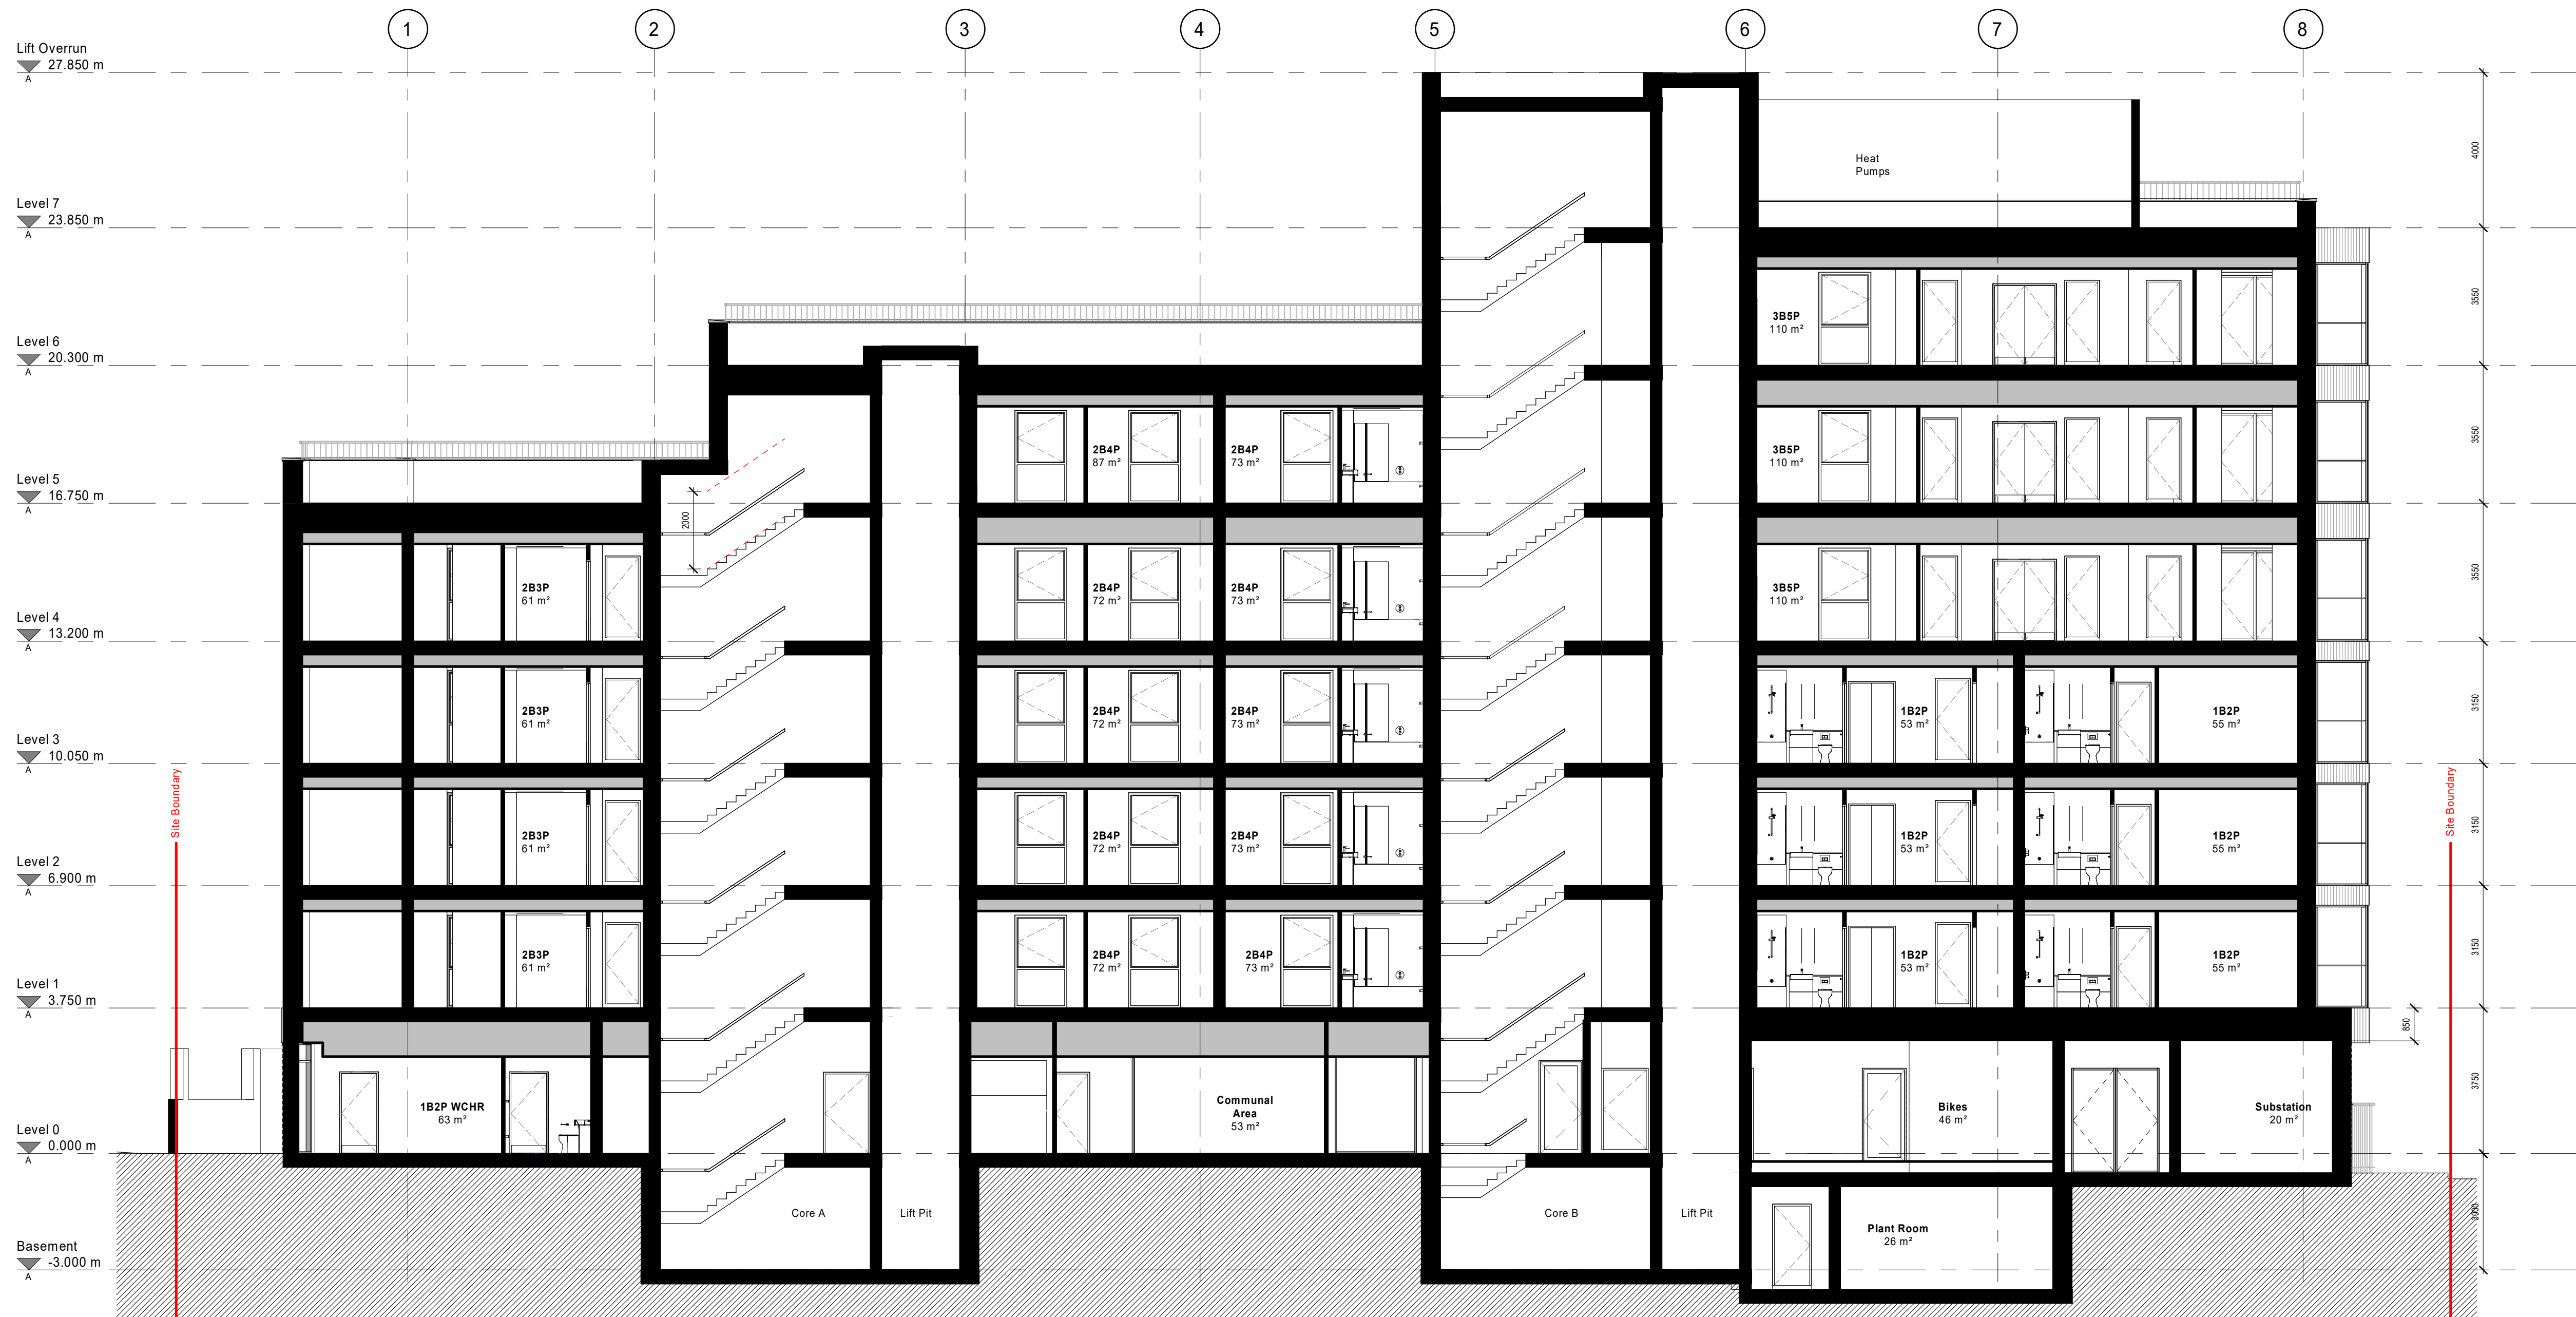 1
2
3
4
5
6
7
8
Lift Overrun
27.850 m
A
4000
Heat
Pumps
Level 7
23.850 m
A
3550
3B5P
110 m²
Level 6
20.300 m
A
3550
2B4P
87 m²
2B4P
73 m²
3B5P
110 m²
Level 5
16.750 m
A
2000
3550
2B3P
61 m²
2B4P
72 m²
2B4P
73 m²
3B5P
110 m²
Level 4
13.200 m
A
3150
2B3P
61 m²
2B4P
72 m²
2B4P
73 m²
1B2P
53 m²
1B2P
55 m²
Level 3
10.050 m
A
Site Boundary
Site Boundary
3150
2B3P
61 m²
2B4P
72 m²
2B4P
73 m²
1B2P
53 m²
1B2P
55 m²
Level 2
6.900 m
A
3150
2B3P
61 m²
2B4P
72 m²
2B4P
73 m²
1B2P
53 m²
1B2P
55 m²
Level 1
3.750 m
A
850
3750
1B2P WCHR
63 m²
Communal
Area
53 m²
Bikes
46 m²
Substation
20 m²
Level 0
0.000 m
A
3000
Core A
Lift Pit
Core B
Lift Pit
Plant Room
26 m²
Basement
-3.000 m
A